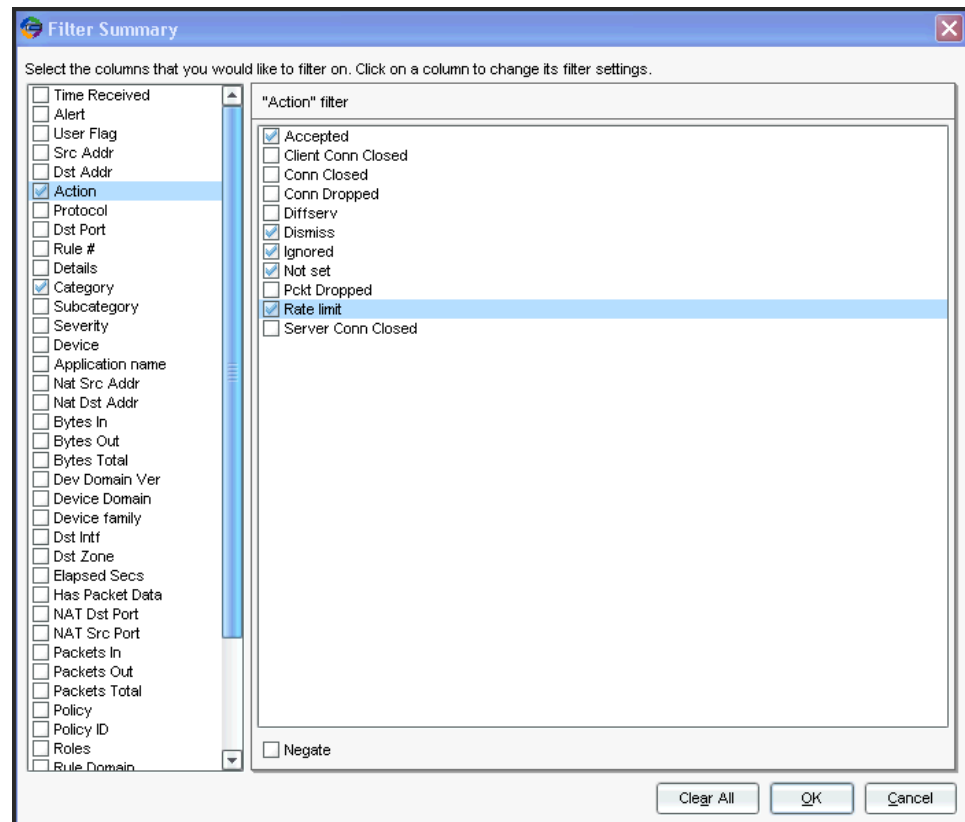 Filter Summary
Select the columns that you would like to filter on. Click on a column to change its filter settings.
Time Received
Alert
User Flag
Src Addr
Dst Addr
Action
Protocol
Dst Port
Rule #
Details
Category
Subcategory
Severity
Device
Application name
Nat Src Addr
Nat Dst Addr
Bytes In
Bytes Out
Bytes Total
Dev Domain Ver
Device Domain
Device family
Dst Intf
Dst Zone
Elapsed Secs
Has Packet Data
NAT Dst Port
NAT Src Port
Packets In
Packets Out
Packets Total
Policy
Policy ID
Roles
Rule Domain
"Action" filter
Accepted
Client Conn Closed
Conn Closed
Conn Dropped
Diffserv
Dismiss
Ignored
Not set
Pckt Dropped
Rate limit
Server Conn Closed
Negate
Clear All
OK
Cancel